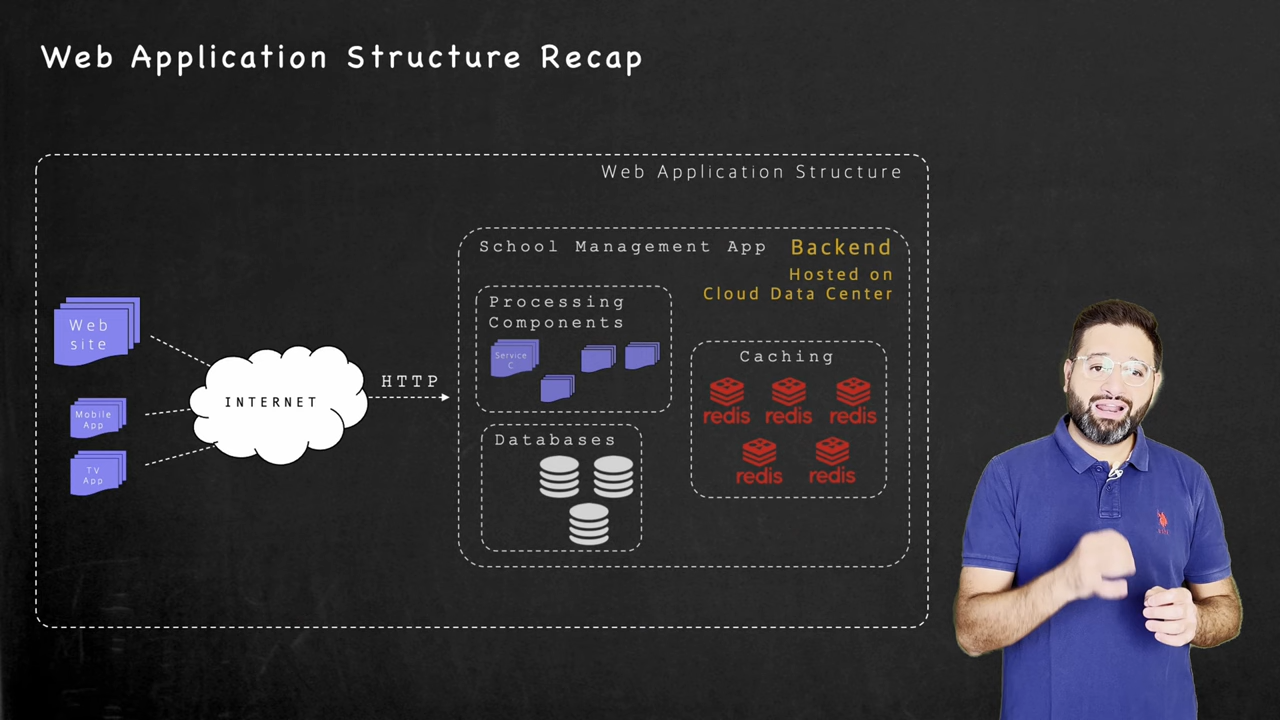 Web Application Structure Recap
Web Application Structure
School Management App
Backend
Hosted on
Cloud Data Center
Web
site
Mobile
App
TV
App
INTERNET
HTTP
Processing
Components
Service
C
Databases
Caching
redis
redis
redis
redis
redis